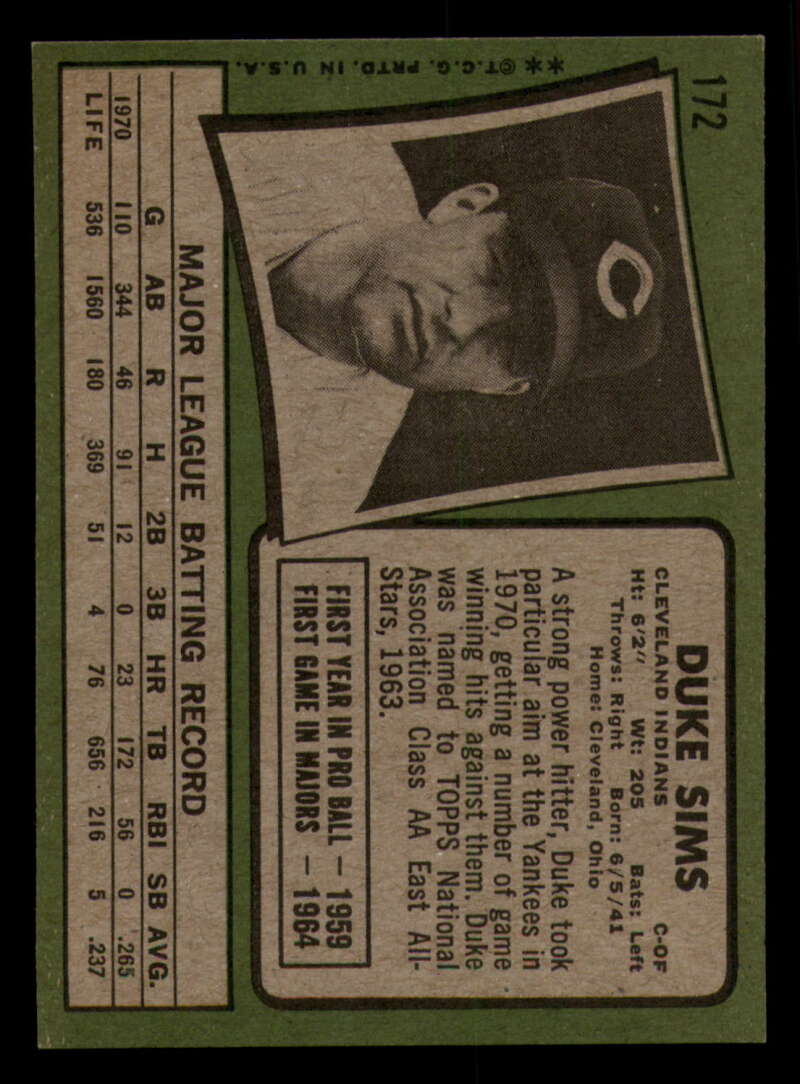 172
**©T.C.G. PRTD. IN U.S.A.
C
DUKE SIMS
CLEVELAND INDIANS C-OF
Ht: 6'2" Wt: 205 Bats: Left
Throws: Right Born: 6/5/41
Home: Cleveland, Ohio
A strong power hitter, Duke took
particular aim at the Yankees in
1970, getting a number of game
winning hits against them. Duke
was named to TOPPS National
Association Class AA East All-
Stars, 1963.
FIRST YEAR IN PRO BALL — 1959
FIRST GAME IN MAJORS — 1964
MAJOR LEAGUE BATTING RECORD
G AB R H 2B 3B HR TB RBI SB AVG.
1970 110 344 46 91 12 0 23 172 56 0 .265
LIFE 536 1560 180 369 51 4 76 656 216 5 .237